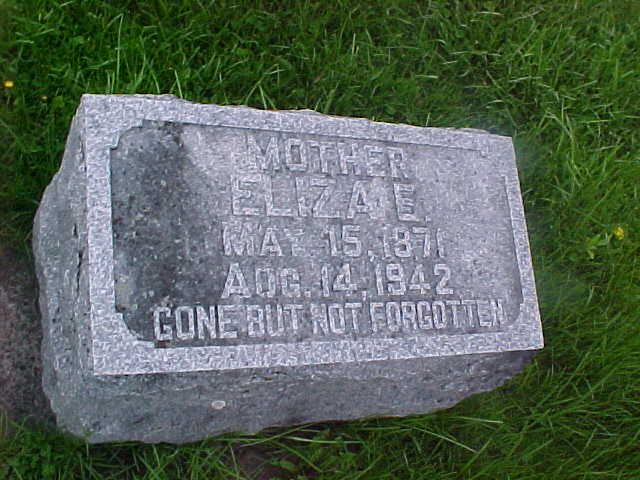 MOTHER
ELIZA E.
MAY 15, 1871
AUG. 14, 1942
GONE BUT NOT FORGOTTEN